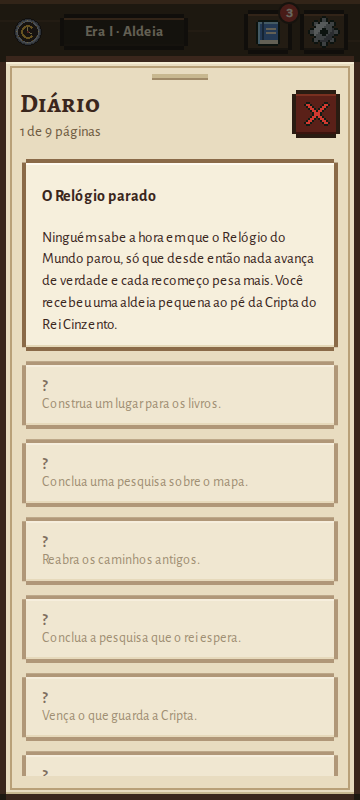 Era I · Aldeia
3
Diário
1 de 9 páginas
O Relógio parado
Ninguém sabe a hora em que o Relógio do
Mundo parou, só que desde então nada avança
de verdade e cada recomeço pesa mais. Você
recebeu uma aldeia pequena ao pé da Cripta do
Rei Cinzento.
?
Construa um lugar para os livros.
?
Conclua uma pesquisa sobre o mapa.
?
Reabra os caminhos antigos.
?
Conclua a pesquisa que o rei espera.
?
Vença o que guarda a Cripta.
?